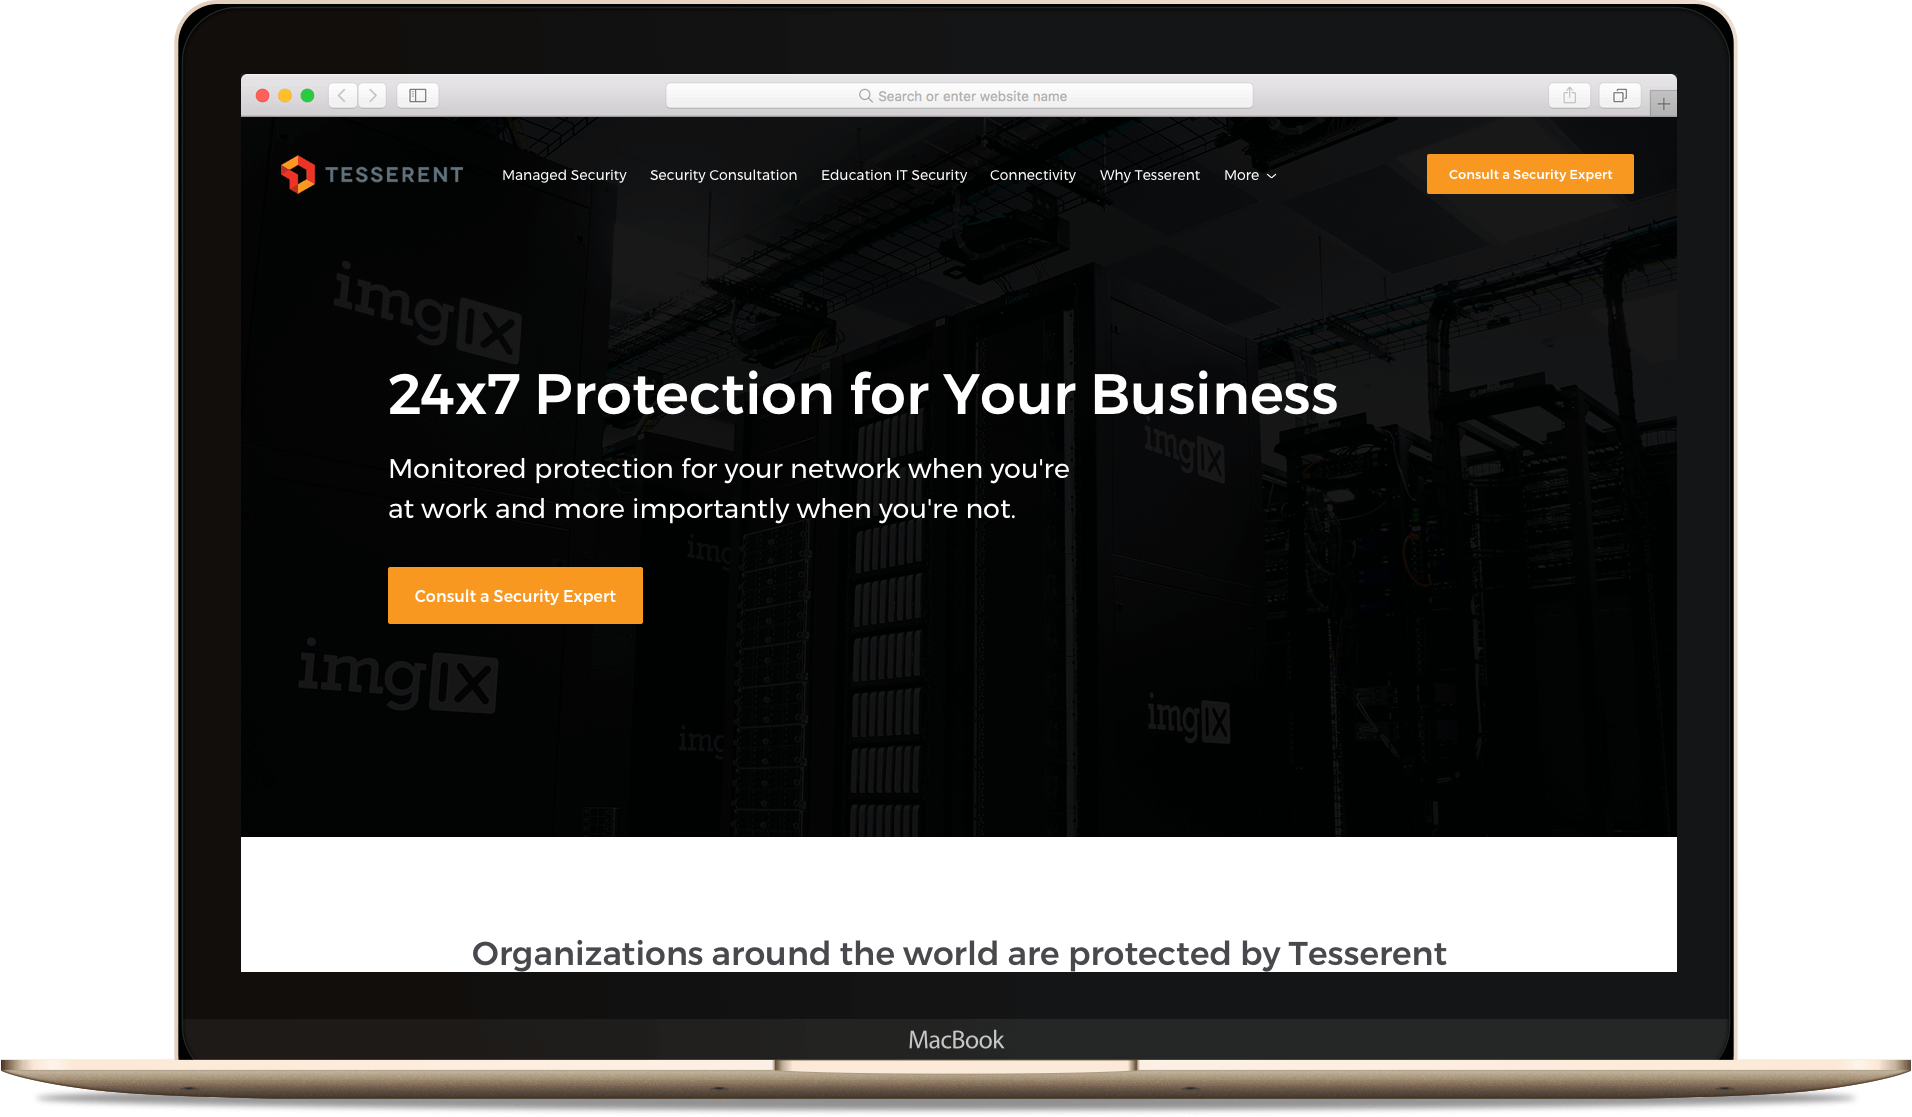 Search or enter website name
TESSERENT
Managed Security
Security Consultation
Education IT Security
Connectivity
Why Tesserent
More
Consult a Security Expert
imgIX
24x7 Protection for Your Business
imgIX
Monitored protection for your network when you're
at work and more importantly when you're not.
img
Consult a Security Expert
imgIX
imgIX
img
Organizations around the world are protected by Tesserent
MacBook